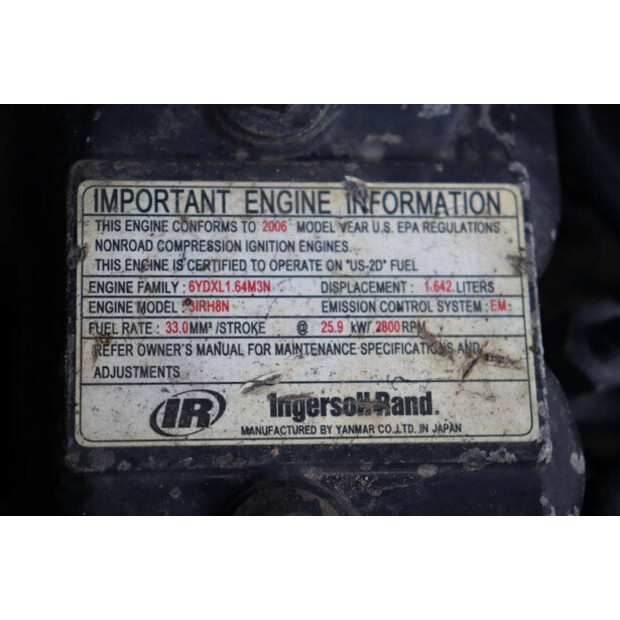 IMPORTANT ENGINE INFORMATION
THIS ENGINE CONFORMS TO 2006 MODEL YEAR U.S. EPA REGULATIONS
NONROAD COMPRESSION IGNITION ENGINES.
THIS ENGINE IS CERTIFIED TO OPERATE ON "US-2D" FUEL
ENGINE FAMILY : 6YDXL1.64M3N DISPLACEMENT : 1.642 LITERS
ENGINE MODEL : 3IRH8N EMISSION CONTROL SYSTEM : EM
FUEL RATE : 33.0 MM³ /STROKE @ 25.9 kW/ 2800 RPM
REFER OWNER'S MANUAL FOR MAINTENANCE SPECIFICATIONS AND
ADJUSTMENTS
IR Ingersoll-Rand.
MANUFACTURED BY YANMAR CO.,LTD. IN JAPAN